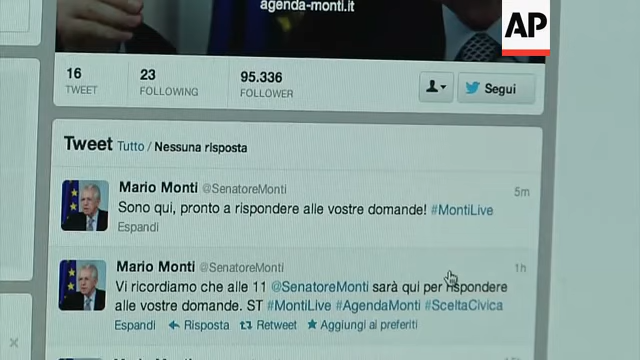 agenda-monti.it
AP
16 23 95.336
TWEET FOLLOWING FOLLOWER
Segui
Tweet Tutto / Nessuna risposta
Mario Monti @SenatoreMonti 5m
Sono qui, pronto a rispondere alle vostre domande! #MontiLive
Espandi
Mario Monti @SenatoreMonti 1h
Vi ricordiamo che alle 11 @SenatoreMonti sarà qui per rispondere
alle vostre domande. ST #MontiLive #AgendaMonti #SceltaCivica
Espandi Risposta Retweet Aggiungi ai preferiti